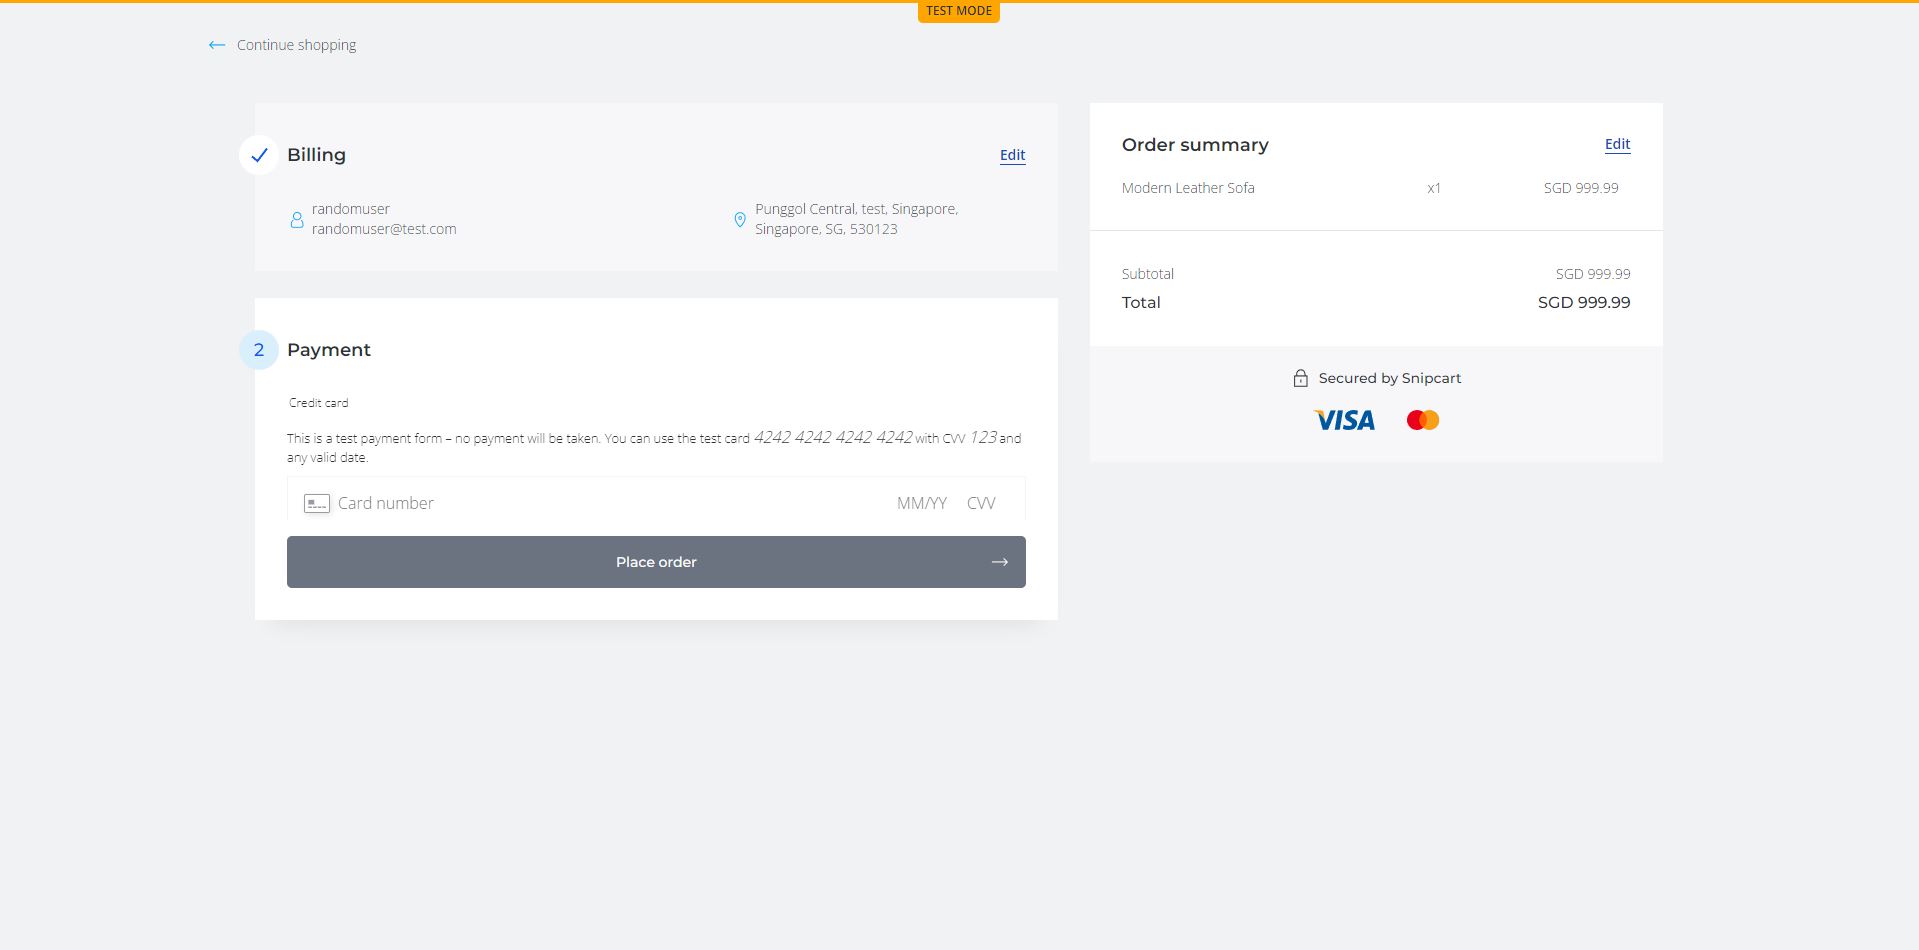 TEST MODE
Continue shopping
Billing
Edit
randomuser
randomuser@test.com
Punggol Central, test, Singapore,
Singapore, SG, 530123
2
Payment
Credit card
This is a test payment form – no payment will be taken. You can use the test card 4242 4242 4242 4242 with CVV 123 and
any valid date.
Card number
MM/YY
CVV
Place order
Order summary
Edit
Modern Leather Sofa
x1
SGD 999.99
Subtotal
SGD 999.99
Total
SGD 999.99
Secured by Snipcart
VISA